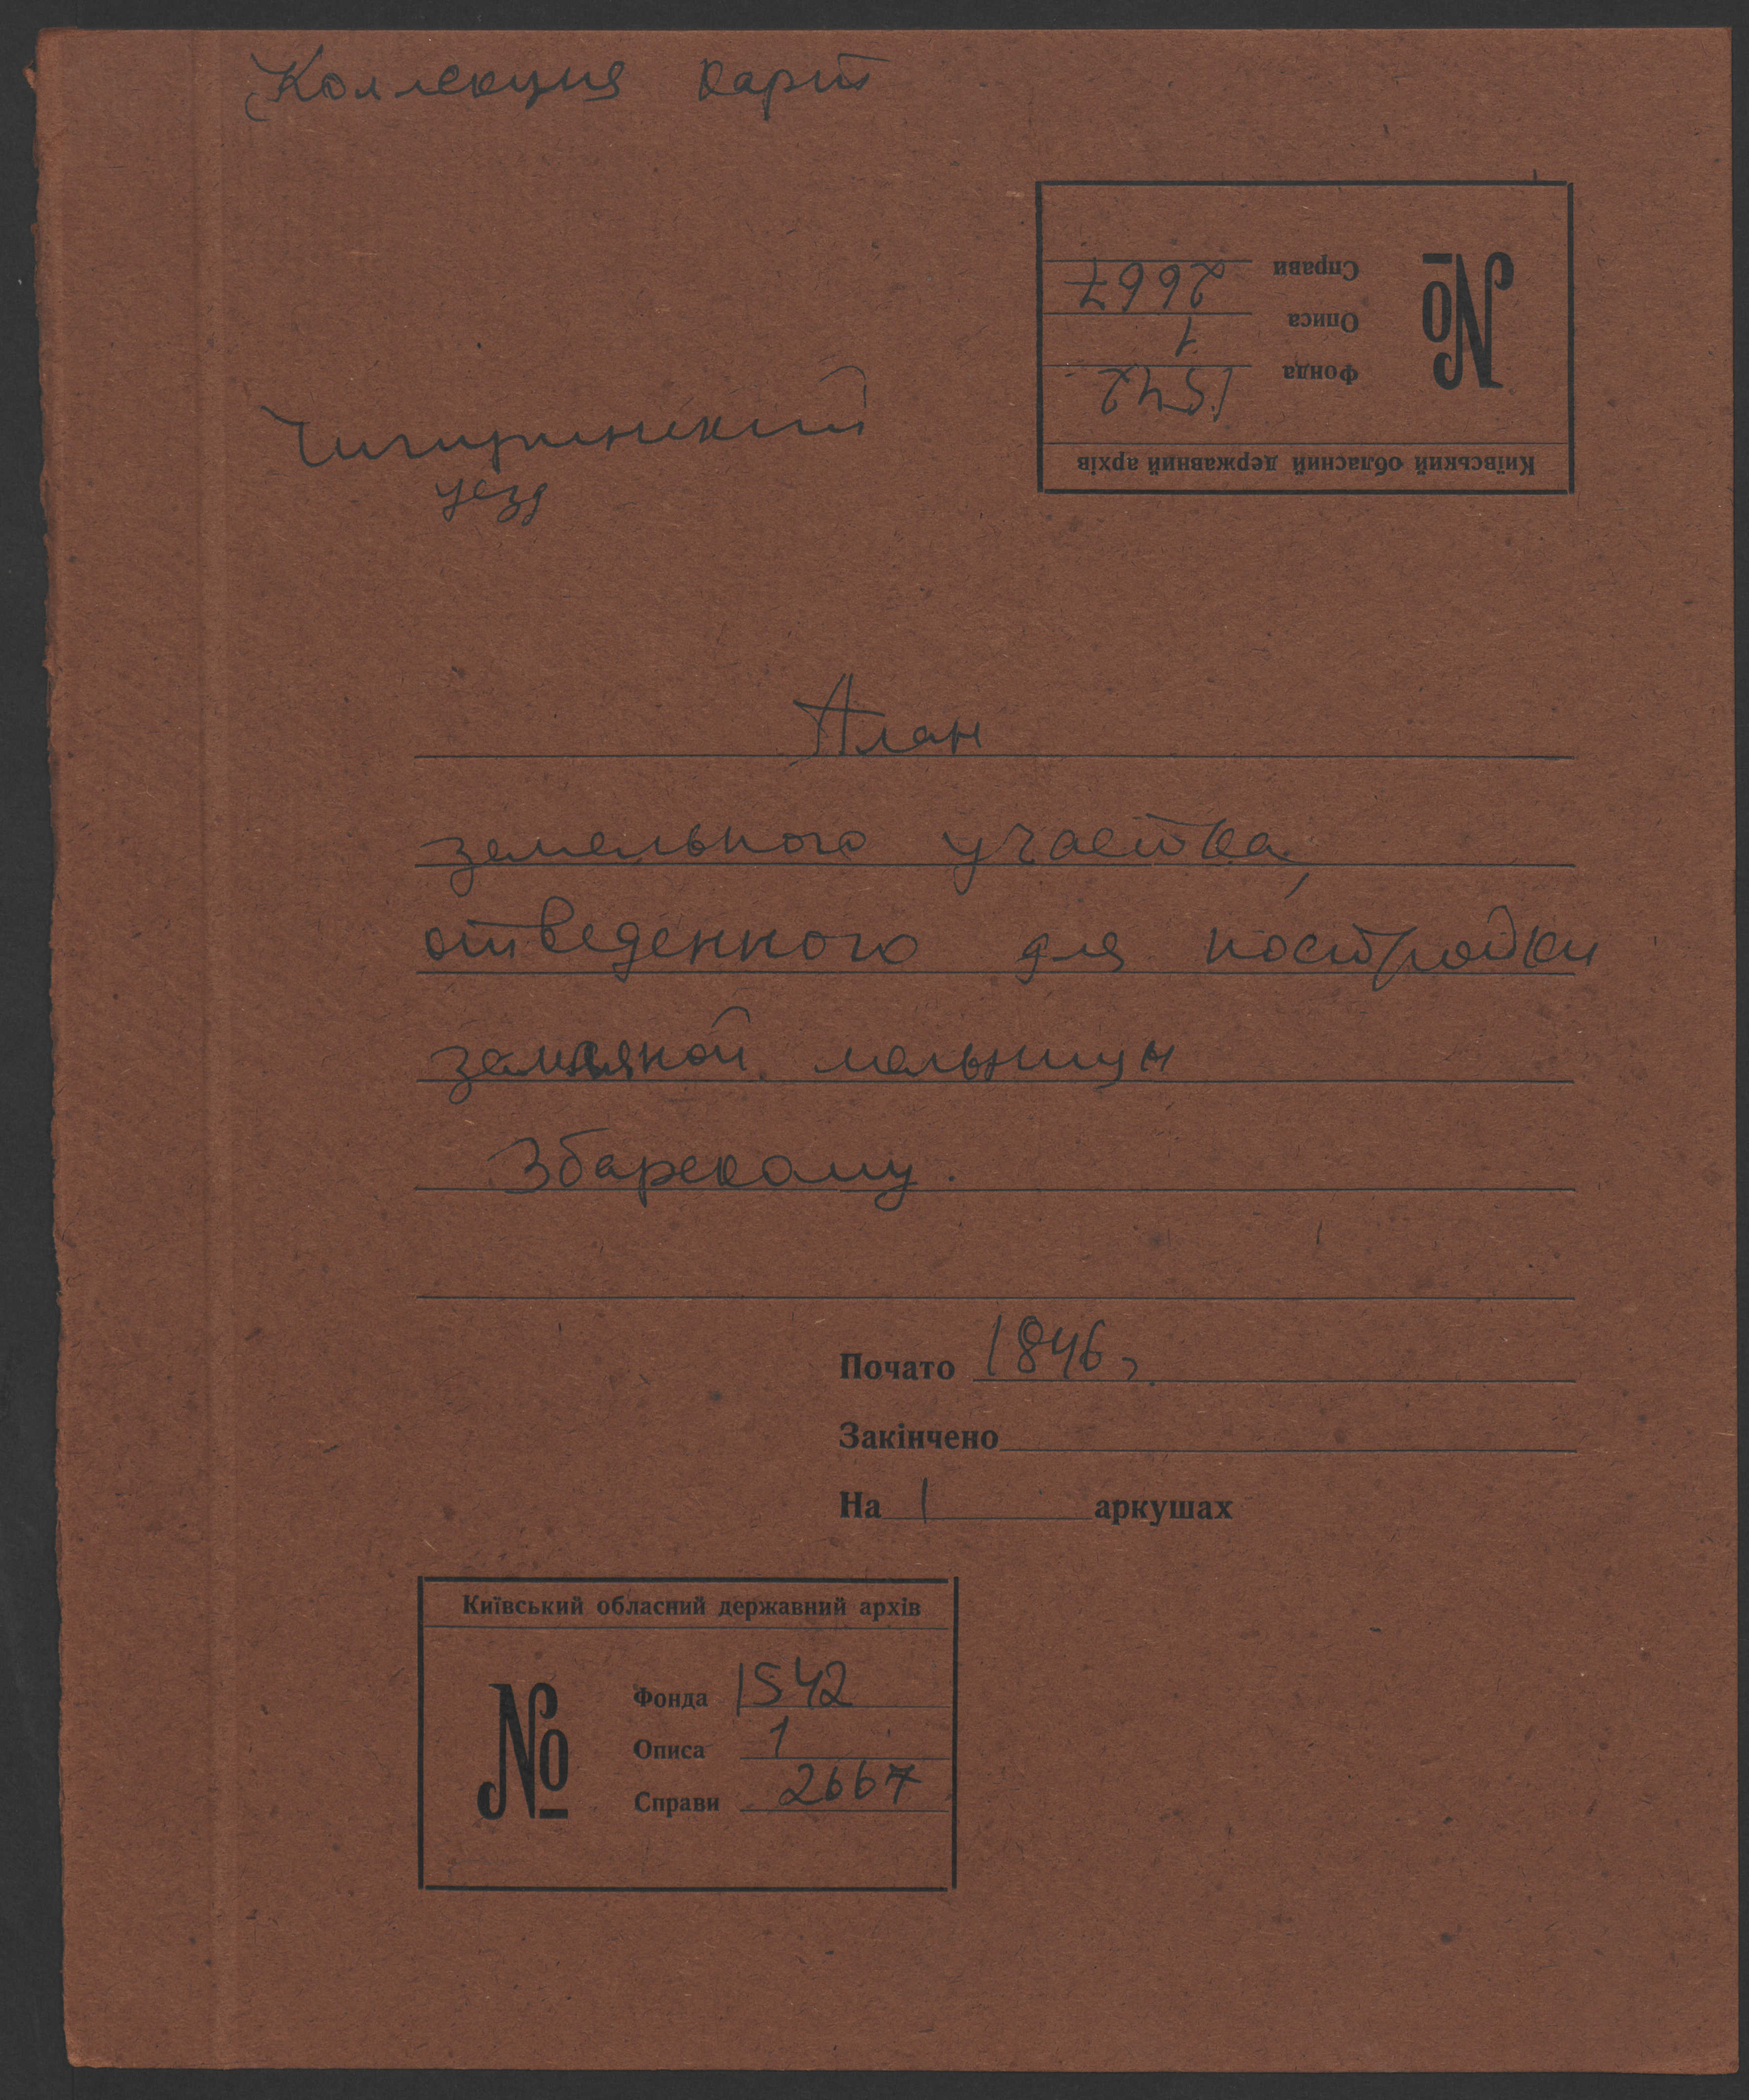 Коллекция карт
Київський обласний державний архів
№
Фонда 1542
Описа 1
Справи 2667
Чигиринский
уезд
План
земельного участка,
отведенного для постройки
земляной мельницы
Збарскому.
Почато 1846 г.
Закінчено
На 1 аркушах
Київський обласний державний архів
№
Фонда 1542
Описа 1
Справи 2667